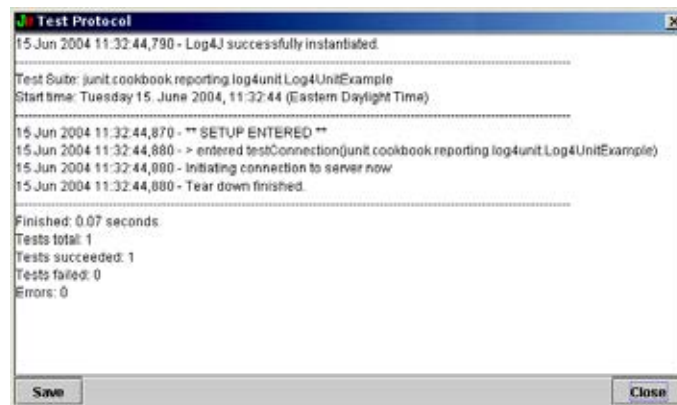 Test Protocol
15 Jun 2004 11:32:44,790 - Log4J successfully instantiated.
Test Suite: junit.cookbook.reporting.log4unit.Log4UnitExample
Start time: Tuesday 15. June 2004, 11:32:44 (Eastern Daylight Time)
15 Jun 2004 11:32:44,870 - ** SETUP ENTERED **
15 Jun 2004 11:32:44,880 - > entered testConnection(junit.cookbook.reporting.log4unit.Log4UnitExample)
15 Jun 2004 11:32:44,880 - Initiating connection to server now
15 Jun 2004 11:32:44,880 - Tear down finished.
Finished: 0.07 seconds.
Tests total: 1
Tests succeeded: 1
Tests failed: 0
Errors: 0
Save
Close